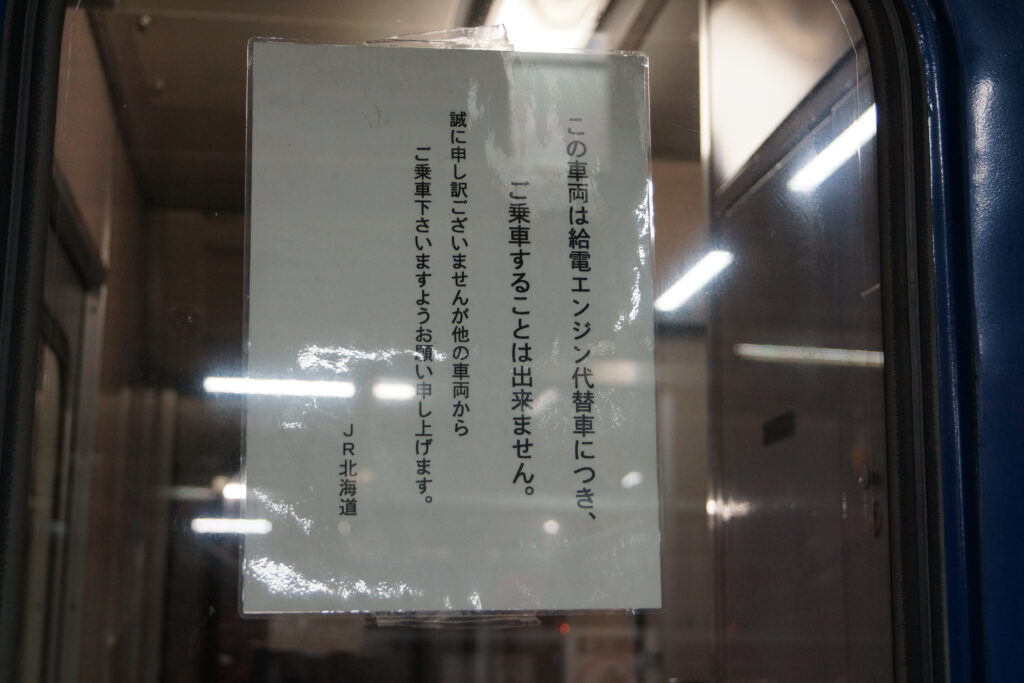 この車両は給電エンジン代替車につき、
ご乗車することは出来ません。
誠に申し訳ございませんが他の車両から
ご乗車下さいますようお願い申し上げます。
JR北海道